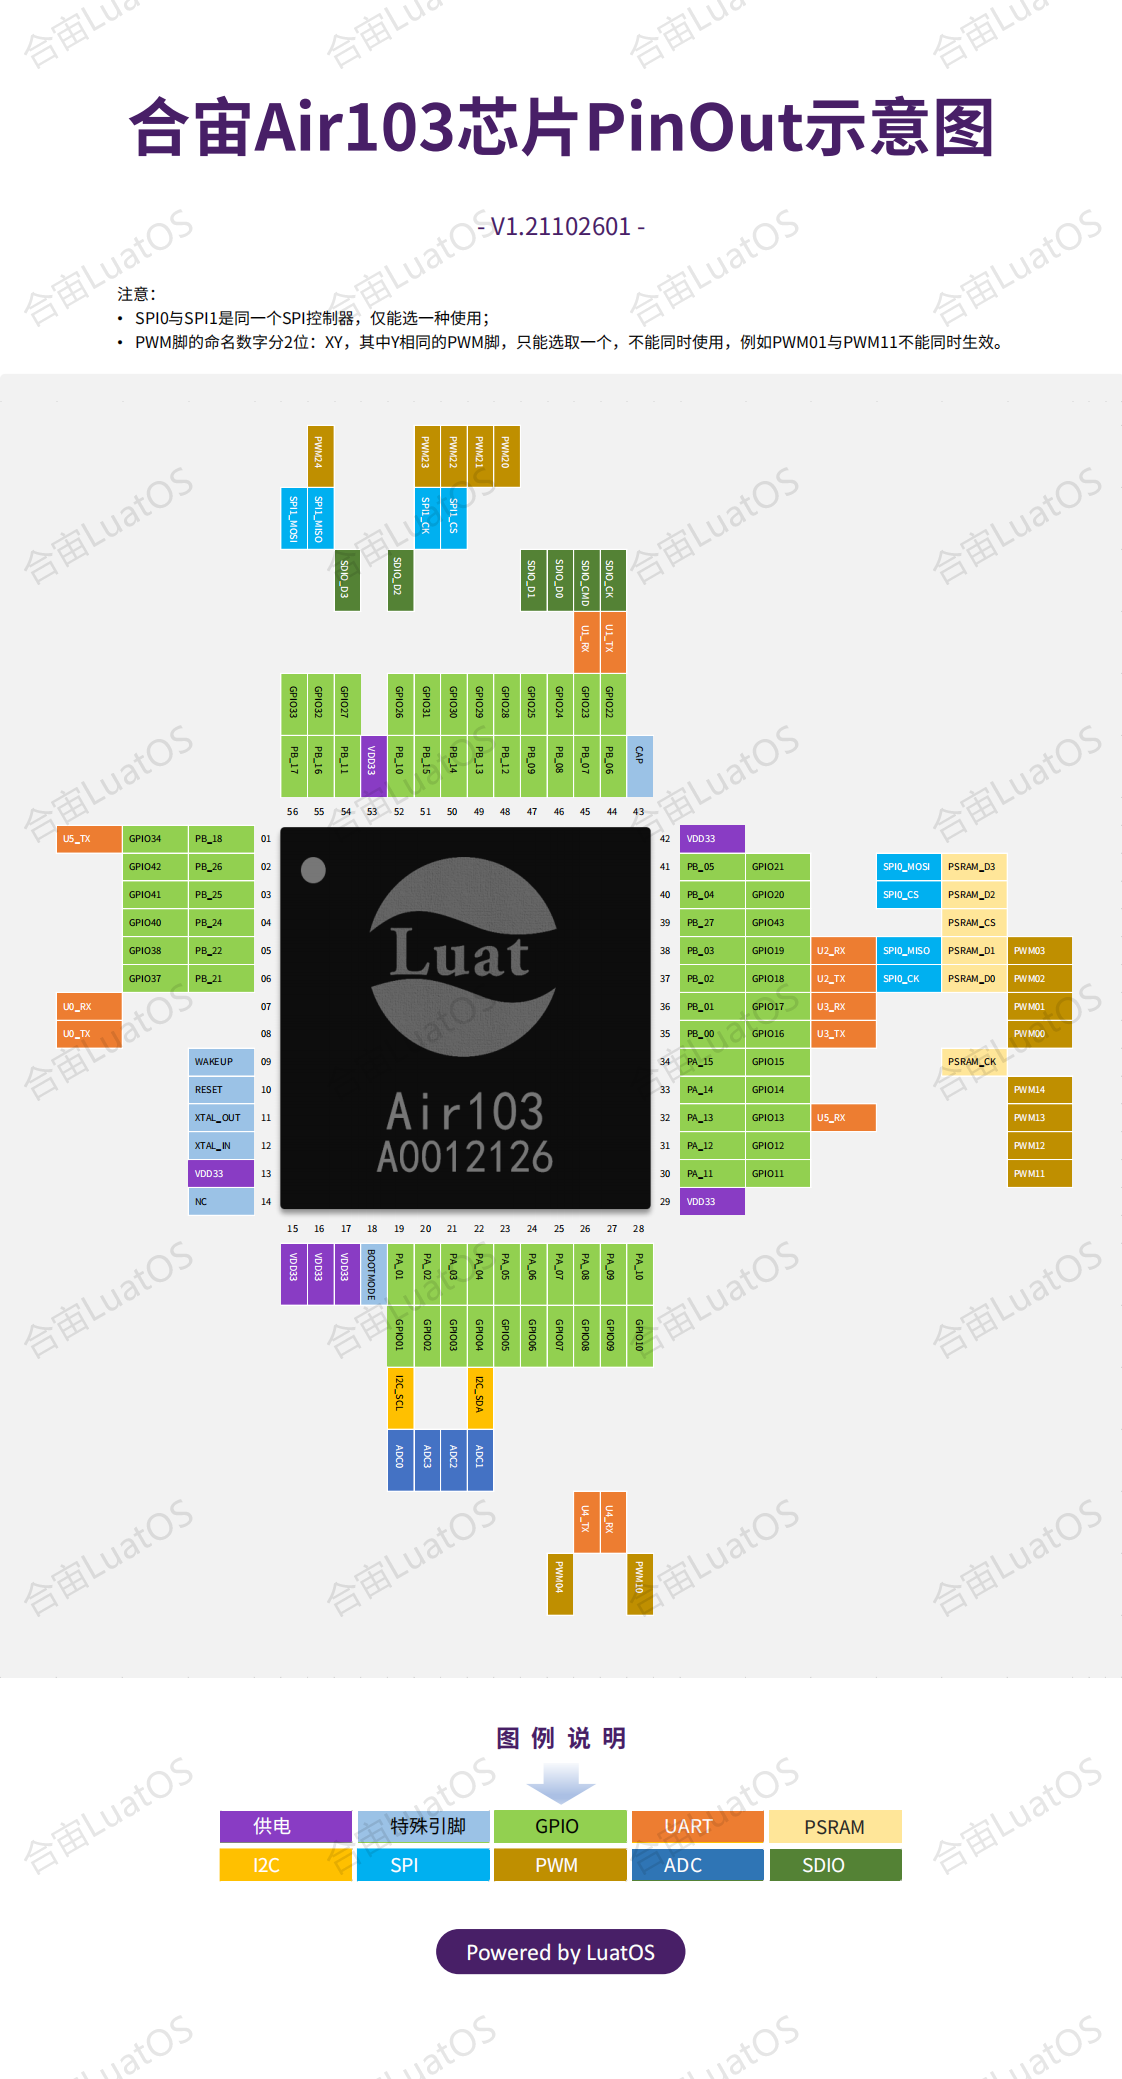 合宙Air103芯片PinOut示意图
- V1.21102601 -
注意：
• SPI0与SPI1是同一个SPI控制器，仅能选一种使用；
• PWM脚的命名数字分2位：XY，其中Y相同的PWM脚，只能选取一个，不能同时使用，例如PWM01与PWM11不能同时生效。
PWM24 PWM23 PWM22 PWM21 PWM20
SPI1_MOSI SPI1_MISO SPI1_CK SPI1_CS
SDIO_D3 SDIO_D2 SDIO_D1 SDIO_D0 SDIO_CMD SDIO_CK
U1_RX U1_TX
GPIO33 GPIO32 GPIO27 GPIO26 GPIO31 GPIO30 GPIO29 GPIO28 GPIO25 GPIO24 GPIO23 GPIO22
PB_17 PB_16 PB_11 VDD33 PB_10 PB_15 PB_14 PB_13 PB_12 PB_09 PB_08 PB_07 PB_06 CAP
56 55 54 53 52 51 50 49 48 47 46 45 44 43
U5_TX GPIO34 PB_18 01
GPIO42 PB_26 02
GPIO41 PB_25 03
GPIO40 PB_24 04
GPIO38 PB_22 05
GPIO37 PB_21 06
U0_RX 07
U0_TX 08
WAKEUP 09
RESET 10
XTAL_OUT 11
XTAL_IN 12
VDD33 13
NC 14
Luat
Air103
A0012126
42 VDD33
41 PB_05 GPIO21 SPI0_MOSI PSRAM_D3
40 PB_04 GPIO20 SPI0_CS PSRAM_D2
39 PB_27 GPIO43 PSRAM_CS
38 PB_03 GPIO19 U2_RX SPI0_MISO PSRAM_D1 PWM03
37 PB_02 GPIO18 U2_TX SPI0_CK PSRAM_D0 PWM02
36 PB_01 GPIO17 U3_RX PWM01
35 PB_00 GPIO16 U3_TX PWM00
34 PA_15 GPIO15 PSRAM_CK
33 PA_14 GPIO14 PWM14
32 PA_13 GPIO13 U5_RX PWM13
31 PA_12 GPIO12 PWM12
30 PA_11 GPIO11 PWM11
29 VDD33
15 16 17 18 19 20 21 22 23 24 25 26 27 28
VDD33 VDD33 VDD33 BOOTMODE PA_01 PA_02 PA_03 PA_04 PA_05 PA_06 PA_07 PA_08 PA_09 PA_10
GPIO01 GPIO02 GPIO03 GPIO04 GPIO05 GPIO06 GPIO07 GPIO08 GPIO09 GPIO10
I2C_SCL I2C_SDA
ADC0 ADC3 ADC2 ADC1
U4_TX U4_RX
PWM04 PWM10
图 例 说 明
供电 特殊引脚 GPIO UART PSRAM
I2C SPI PWM ADC SDIO
Powered by LuatOS
合宙LuatOS